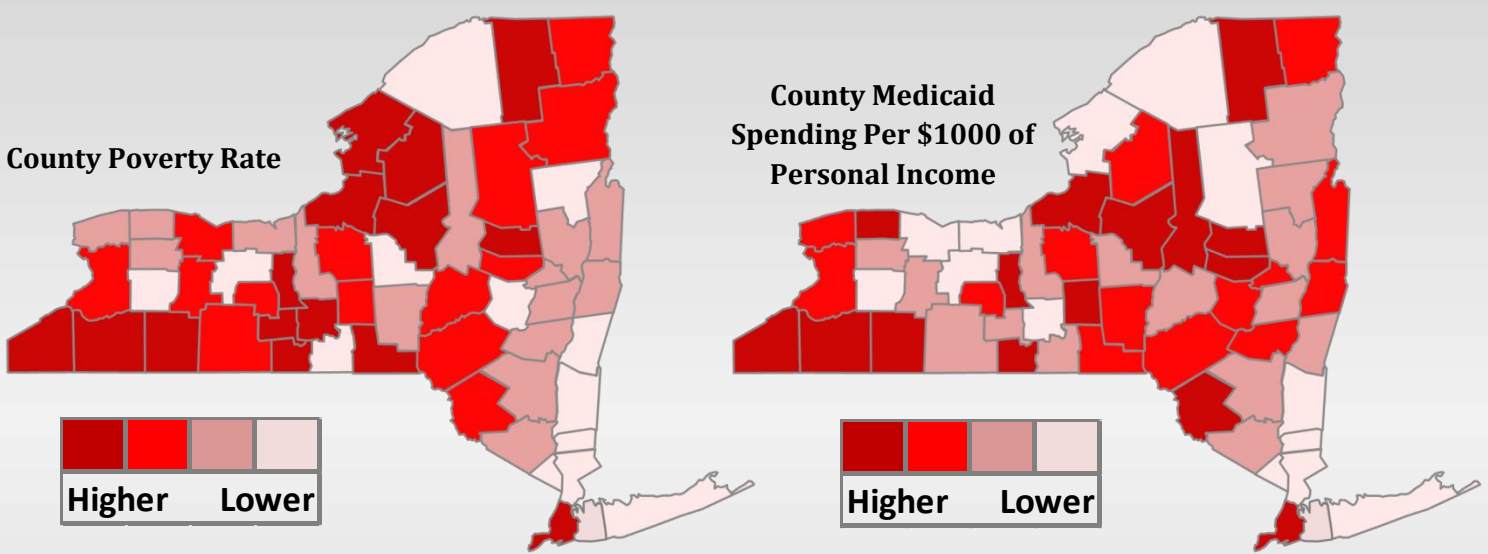 County Poverty Rate
Higher Lower
County Medicaid
Spending Per $1000 of
Personal Income
Higher Lower